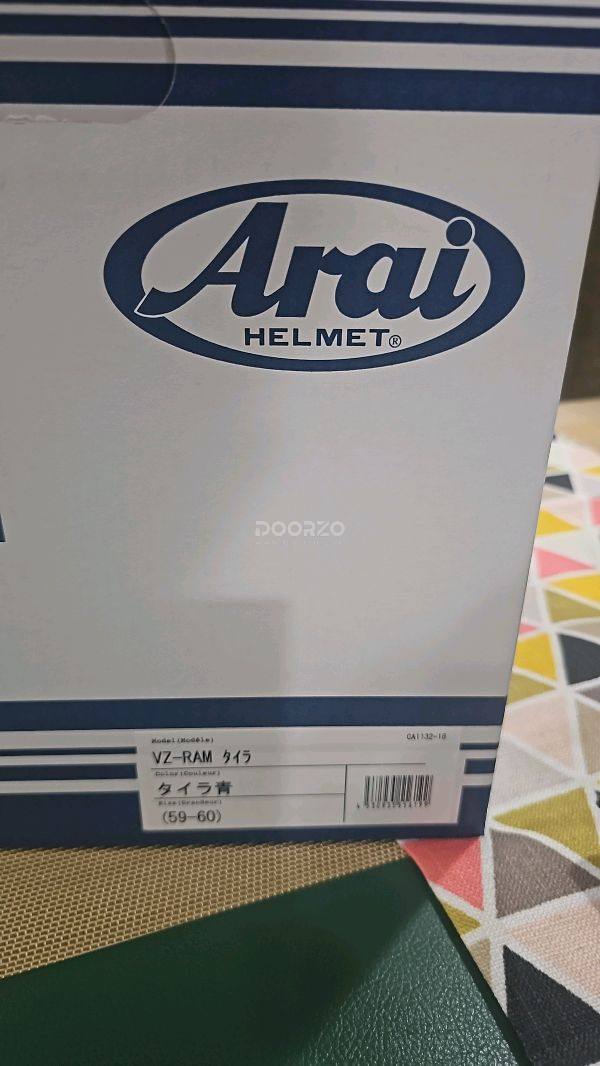 Arai
HELMET®
DOORZO
Model(Modèle)
GA1132-18
VZ-RAM タイラ
Color(Couleur)
タイラ青
Size(Grandeur)
(59-60)